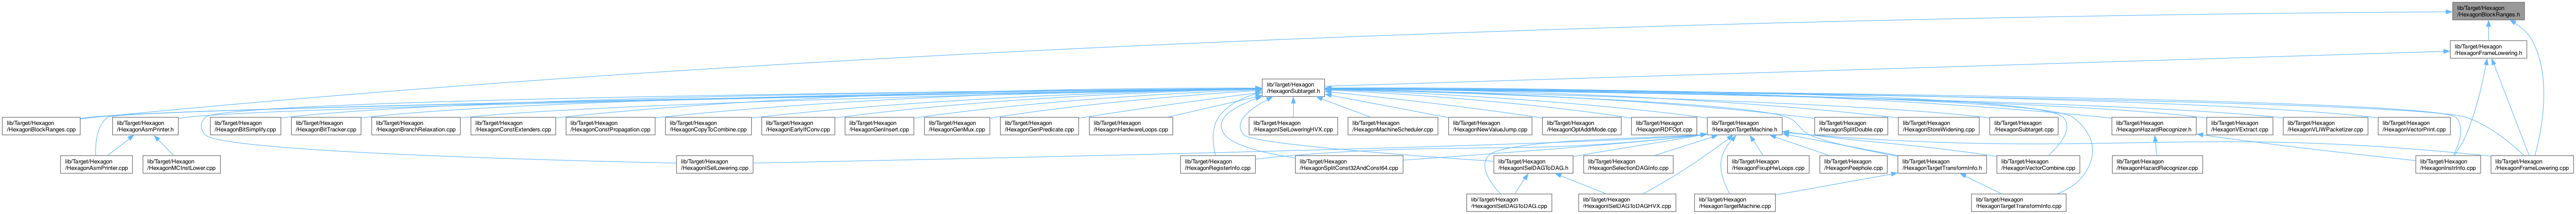 lib/Target/Hexagon
/HexagonBlockRanges.h
lib/Target/Hexagon
/HexagonFrameLowering.h
lib/Target/Hexagon
/HexagonSubtarget.h
lib/Target/Hexagon
/HexagonBlockRanges.cpp
lib/Target/Hexagon
/HexagonAsmPrinter.h
lib/Target/Hexagon
/HexagonBitSimplify.cpp
lib/Target/Hexagon
/HexagonBitTracker.cpp
lib/Target/Hexagon
/HexagonBranchRelaxation.cpp
lib/Target/Hexagon
/HexagonConstExtenders.cpp
lib/Target/Hexagon
/HexagonConstPropagation.cpp
lib/Target/Hexagon
/HexagonCopyToCombine.cpp
lib/Target/Hexagon
/HexagonEarlyIfConv.cpp
lib/Target/Hexagon
/HexagonGenInsert.cpp
lib/Target/Hexagon
/HexagonGenMux.cpp
lib/Target/Hexagon
/HexagonGenPredicate.cpp
lib/Target/Hexagon
/HexagonHardwareLoops.cpp
lib/Target/Hexagon
/HexagonISelLoweringHVX.cpp
lib/Target/Hexagon
/HexagonMachineScheduler.cpp
lib/Target/Hexagon
/HexagonNewValueJump.cpp
lib/Target/Hexagon
/HexagonOptAddrMode.cpp
lib/Target/Hexagon
/HexagonRDFOpt.cpp
lib/Target/Hexagon
/HexagonTargetMachine.h
lib/Target/Hexagon
/HexagonSplitDouble.cpp
lib/Target/Hexagon
/HexagonStoreWidening.cpp
lib/Target/Hexagon
/HexagonSubtarget.cpp
lib/Target/Hexagon
/HexagonHazardRecognizer.h
lib/Target/Hexagon
/HexagonVExtract.cpp
lib/Target/Hexagon
/HexagonVLIWPacketizer.cpp
lib/Target/Hexagon
/HexagonVectorPrint.cpp
lib/Target/Hexagon
/HexagonAsmPrinter.cpp
lib/Target/Hexagon
/HexagonMCInstLower.cpp
lib/Target/Hexagon
/HexagonISelLowering.cpp
lib/Target/Hexagon
/HexagonRegisterInfo.cpp
lib/Target/Hexagon
/HexagonSplitConst32AndConst64.cpp
lib/Target/Hexagon
/HexagonISelDAGToDAG.h
lib/Target/Hexagon
/HexagonSelectionDAGInfo.cpp
lib/Target/Hexagon
/HexagonFixupHwLoops.cpp
lib/Target/Hexagon
/HexagonPeephole.cpp
lib/Target/Hexagon
/HexagonTargetTransformInfo.h
lib/Target/Hexagon
/HexagonVectorCombine.cpp
lib/Target/Hexagon
/HexagonHazardRecognizer.cpp
lib/Target/Hexagon
/HexagonInstrInfo.cpp
lib/Target/Hexagon
/HexagonFrameLowering.cpp
lib/Target/Hexagon
/HexagonISelDAGToDAG.cpp
lib/Target/Hexagon
/HexagonISelDAGToDAGHVX.cpp
lib/Target/Hexagon
/HexagonTargetMachine.cpp
lib/Target/Hexagon
/HexagonTargetTransformInfo.cpp